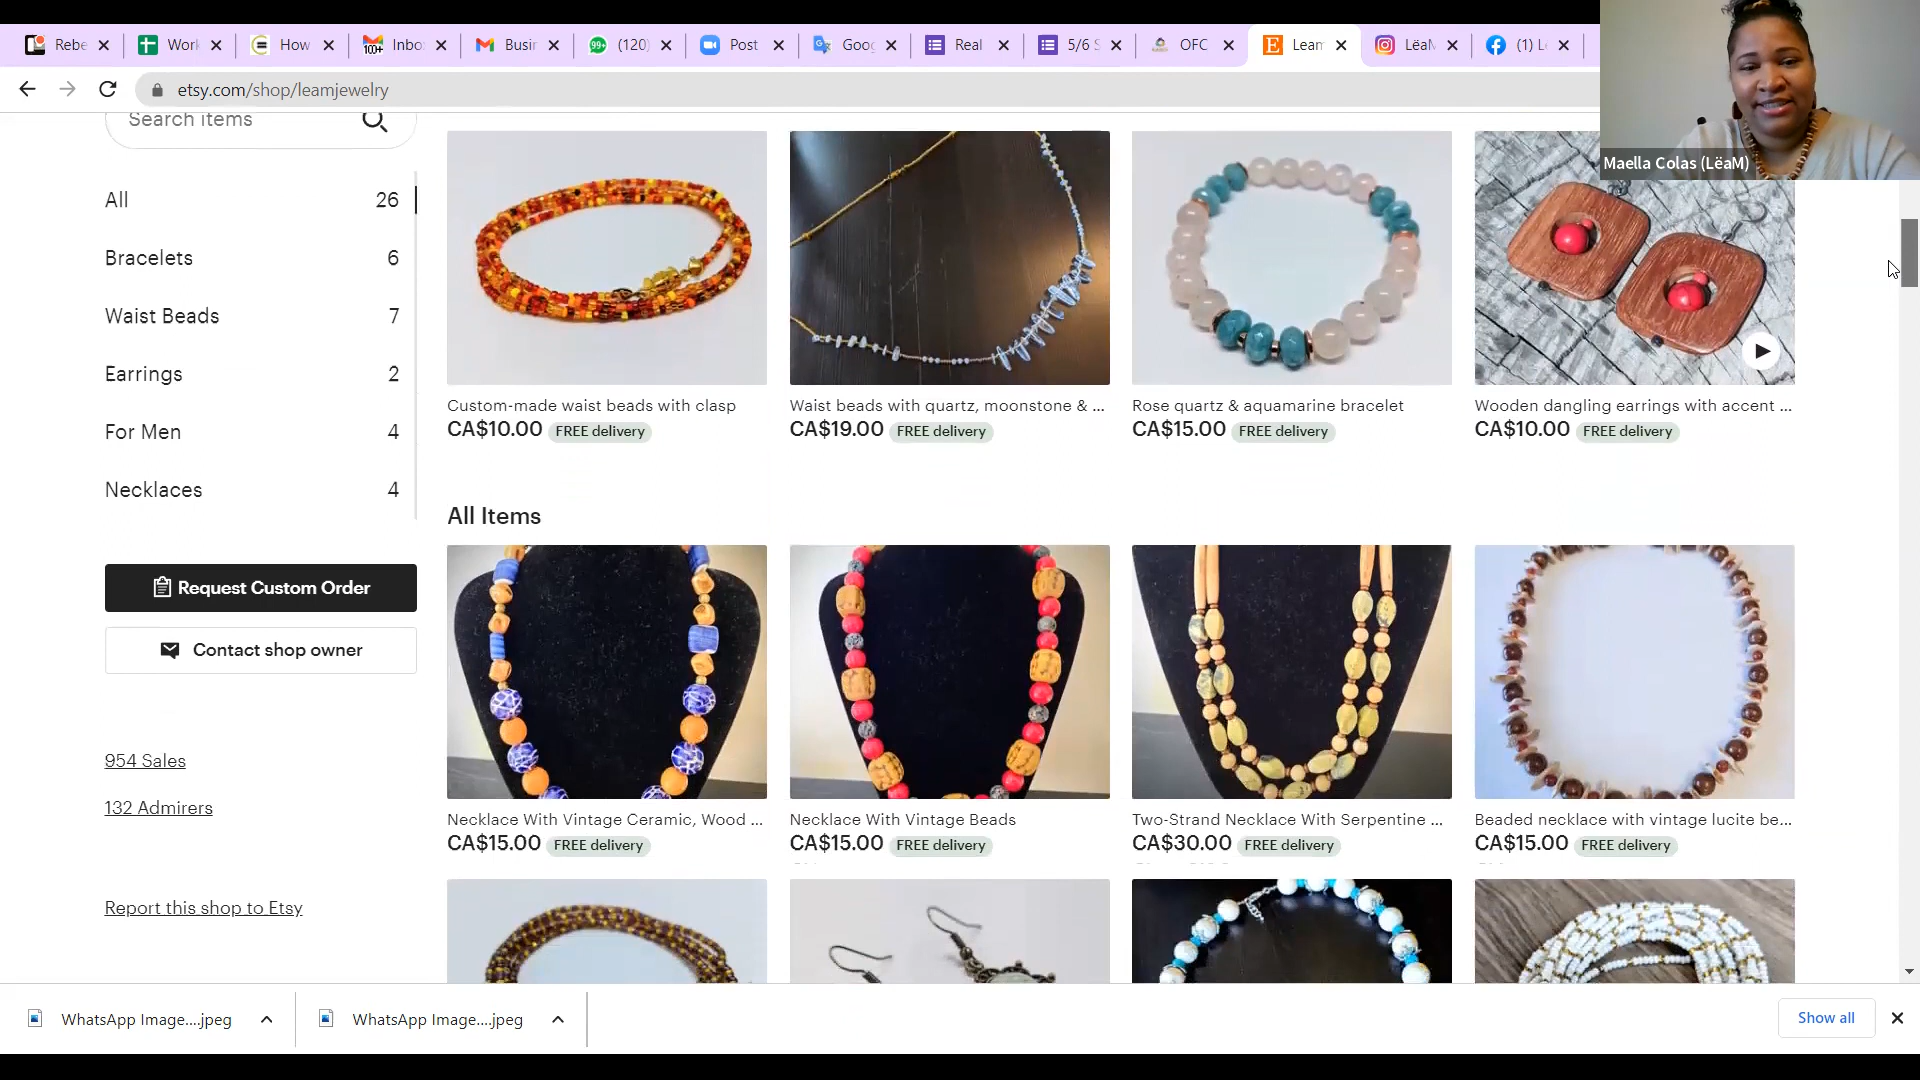 Rebe
Work
How
Inbo
Busir
(120)
Post
Goog
Real
5/6 S
OFC
Leam
LëaM
(1) L
etsy.com/shop/leamjewelry
Maella Colas (LëaM)
Search items
All 26
Bracelets 6
Waist Beads 7
Earrings 2
For Men 4
Necklaces 4
Request Custom Order
Contact shop owner
954 Sales
132 Admirers
Report this shop to Etsy
Custom-made waist beads with clasp
CA$10.00 FREE delivery
Waist beads with quartz, moonstone & ...
CA$19.00 FREE delivery
Rose quartz & aquamarine bracelet
CA$15.00 FREE delivery
Wooden dangling earrings with accent ...
CA$10.00 FREE delivery
All Items
Necklace With Vintage Ceramic, Wood ...
CA$15.00 FREE delivery
Necklace With Vintage Beads
CA$15.00 FREE delivery
Two-Strand Necklace With Serpentine ...
CA$30.00 FREE delivery
Beaded necklace with vintage lucite be...
CA$15.00 FREE delivery
WhatsApp Image....jpeg
WhatsApp Image....jpeg
Show all